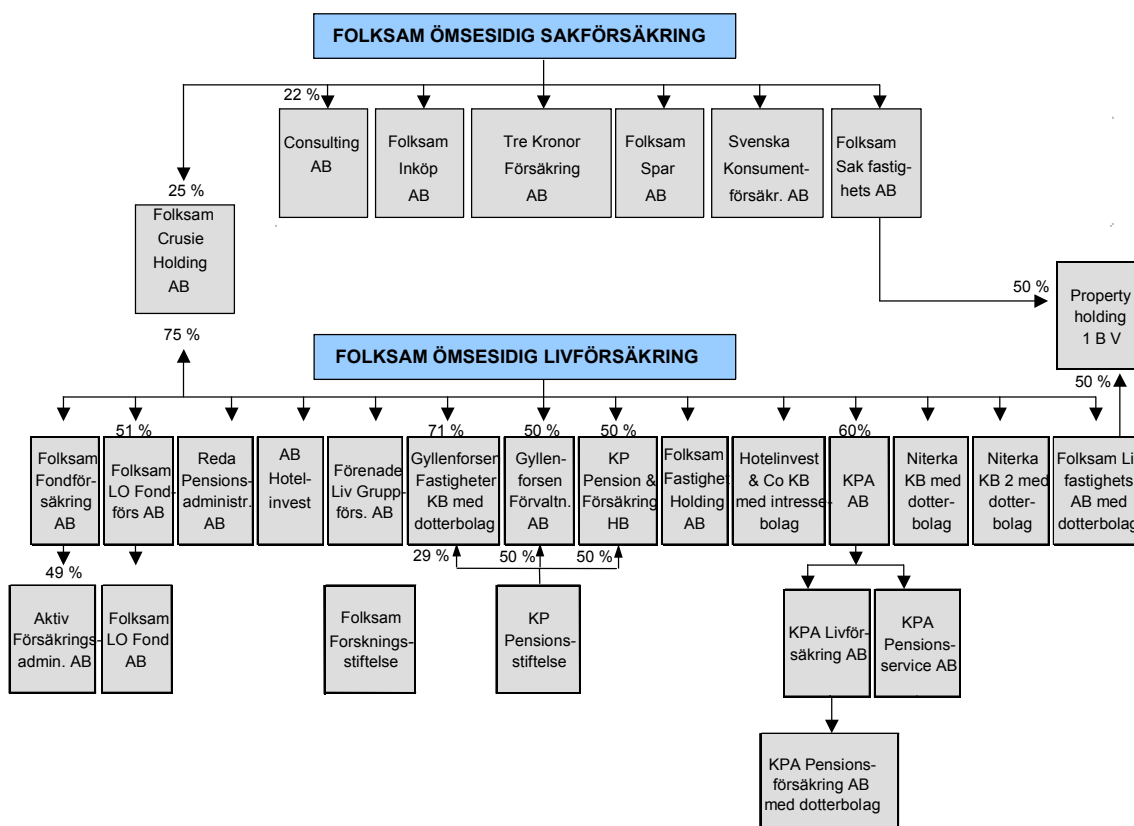 FOLKSAM ÖMSESIDIG SAKFÖRSÄKRING
22 %
Consulting
AB
Folksam
Inköp
AB
Tre Kronor
Försäkring
AB
Folksam
Spar
AB
Svenska
Konsument-
försäkr. AB
Folksam
Sak fastig-
hets AB
25 %
Folksam
Crusie
Holding
AB
50 %
Property
holding
1 B V
75 %
FOLKSAM ÖMSESIDIG LIVFÖRSÄKRING
50 %
51 %
71 %
50 %
50 %
60%
Folksam
Fondför-
säkring
AB
Folksam
LO Fond-
förs AB
Reda
Pensions-
administr.
AB
AB
Hotel-
invest
Förenade
Liv Grupp-
förs. AB
Gyllenforsen
Fastigheter
KB med
dotterbolag
Gyllen-
forsen
Förvaltn.
AB
KP
Pension &
Försäkring
HB
Folksam
Fastighet
Holding
AB
Hotelinvest
& Co KB
med intresse-
bolag
KPA
AB
Niterka
KB med
dotter-
bolag
Niterka
KB 2 med
dotter-
bolag
Folksam Li
fastighets
AB med
dotterbolag
49 %
29 %
50 %
50 %
Aktiv
Försäkrings-
admin. AB
Folksam
LO Fond
AB
Folksam
Forsknings-
stiftelse
KP
Pensions-
stiftelse
KPA Livför-
säkring AB
KPA
Pensions-
service AB
KPA Pensions-
försäkring AB
med dotterbolag